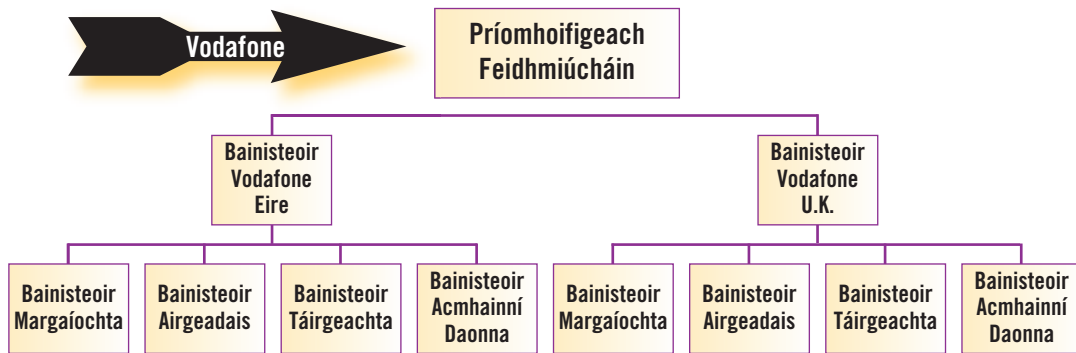 Vodafone
Príomhoifigeach
Feidhmiúcháin
Bainisteoir
Vodafone
Eire
Bainisteoir
Vodafone
U.K.
Bainisteoir
Margaíochta
Bainisteoir
Airgeadais
Bainisteoir
Táirgeachta
Bainisteoir
Acmhainní
Daonna
Bainisteoir
Margaíochta
Bainisteoir
Airgeadais
Bainisteoir
Táirgeachta
Bainisteoir
Acmhainní
Daonna